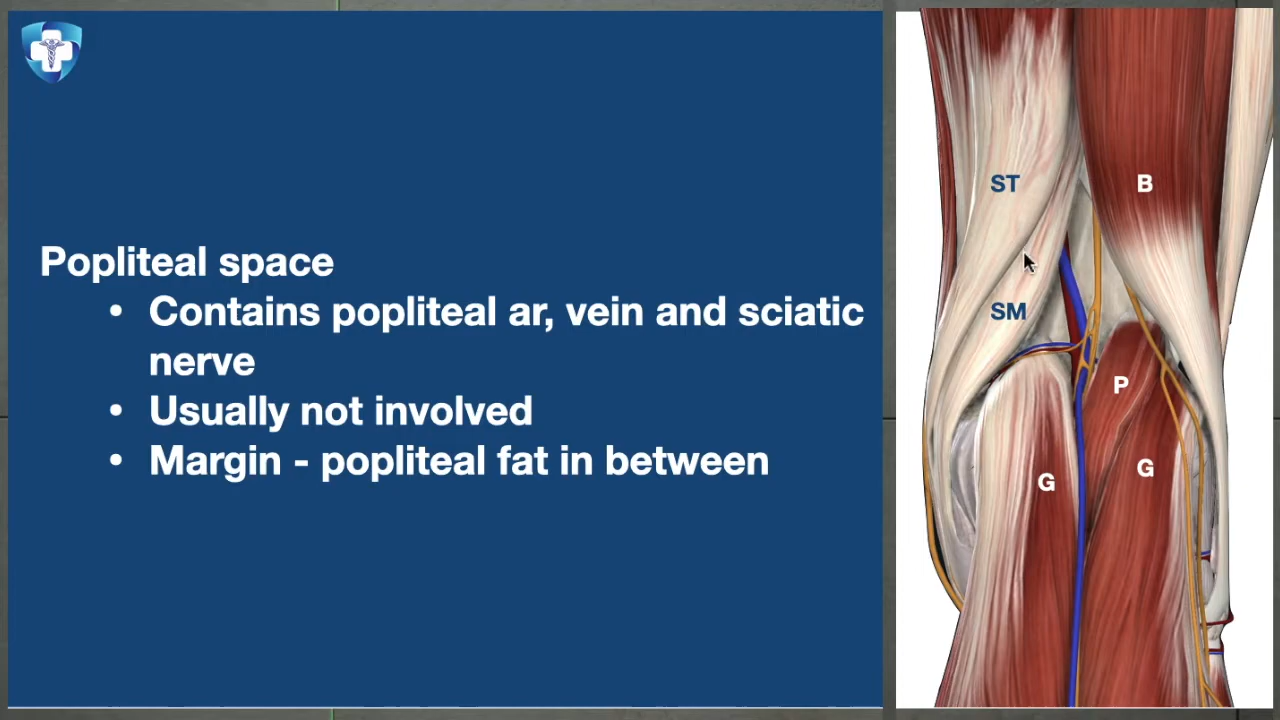 Popliteal space
• Contains popliteal ar, vein and sciatic
nerve
• Usually not involved
• Margin - popliteal fat in between
ST
B
SM
P
G
G